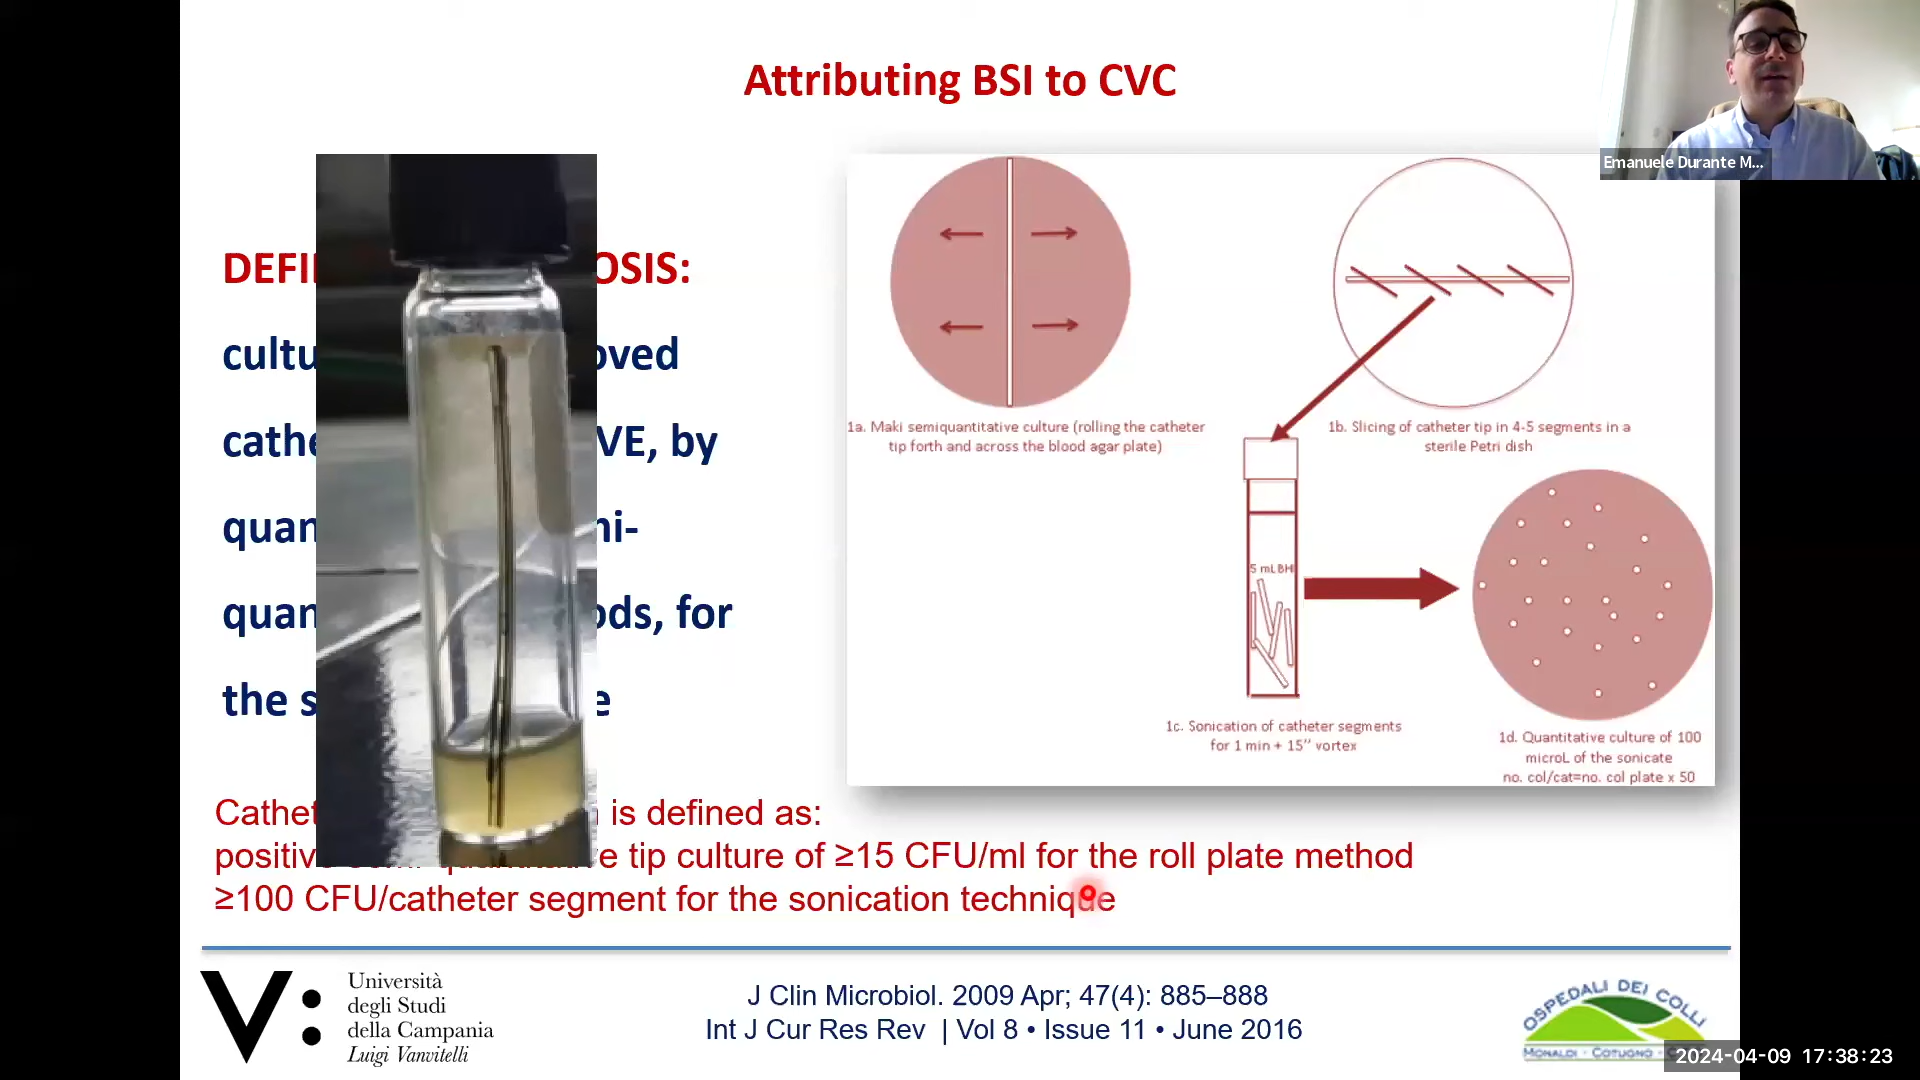 Attributing BSI to CVC
Emanuele Durante M...
DEFI OSIS:
cultu oved
cathe VE, by
quan ni-
quan ods, for
the s e
Cathet is defined as:
positiv e tip culture of ≥15 CFU/ml for the roll plate method
≥100 CFU/catheter segment for the sonication technique
1a. Maki semiquantitative culture (rolling the catheter
tip forth and across the blood agar plate)
1b. Slicing of catheter tip in 4-5 segments in a
sterile Petri dish
5 mL BHI
1c. Sonication of catheter segments
for 1 min + 15’’ vortex
1d. Quantitative culture of 100
microL of the sonicate
no. col/cat=no. col plate x 50
V:
Università
degli Studi
della Campania
Luigi Vanvitelli
J Clin Microbiol. 2009 Apr; 47(4): 885–888
Int J Cur Res Rev | Vol 8 • Issue 11 • June 2016
OSPEDALI DEI COLLI
MONALDI - COTUGNO - C
2024-04-09 17:38:23